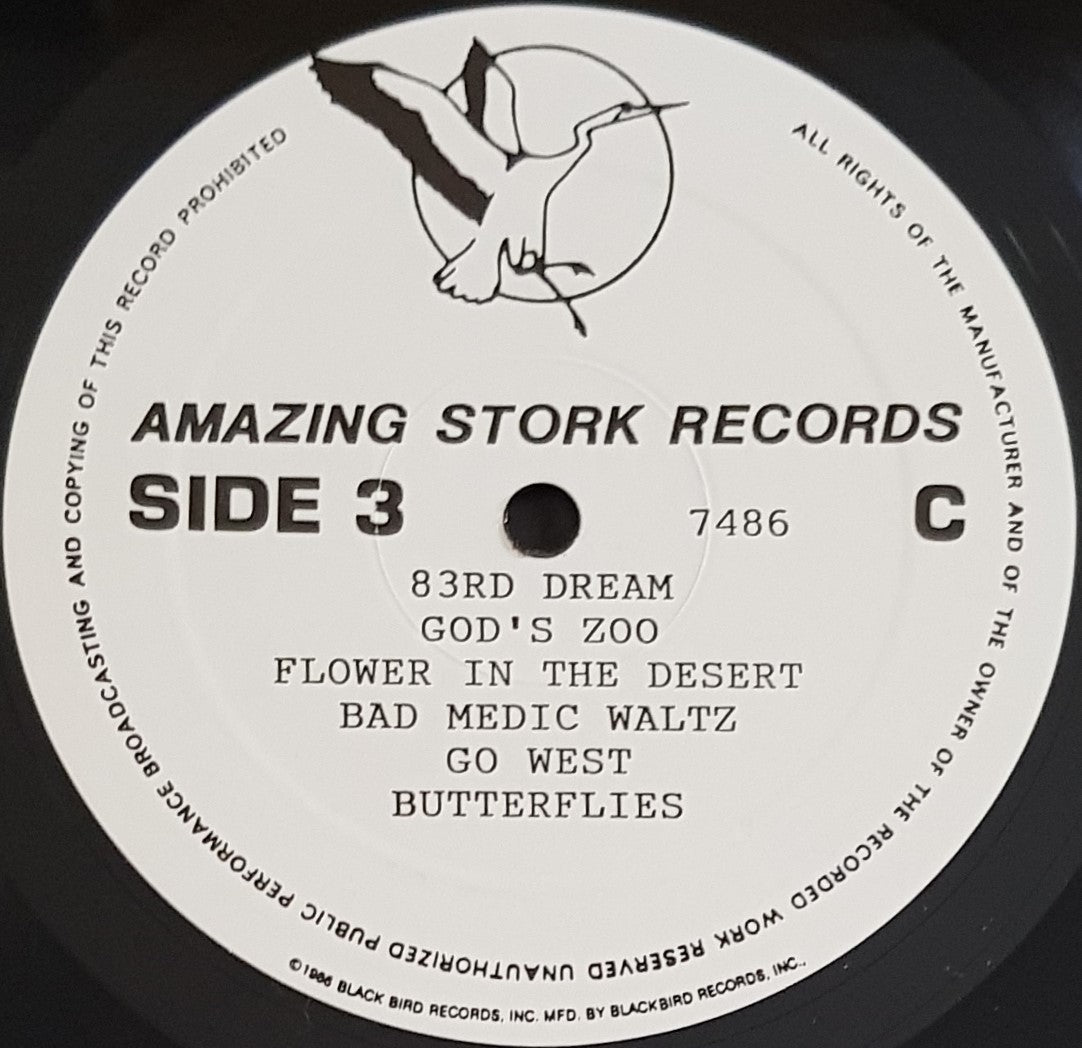 AMAZING STORK RECORDS
SIDE 3 7486 C
83RD DREAM
GOD'S ZOO
FLOWER IN THE DESERT
BAD MEDIC WALTZ
GO WEST
BUTTERFLIES
ALL RIGHTS OF THE MANUFACTURER AND OF THE OWNER OF THE RECORDED WORK RESERVED UNAUTHORIZED PUBLIC PERFORMANCE BROADCASTING AND COPYING OF THIS RECORD PROHIBITED
©1986 BLACK BIRD RECORDS, INC. MFD. BY BLACKBIRD RECORDS, INC..